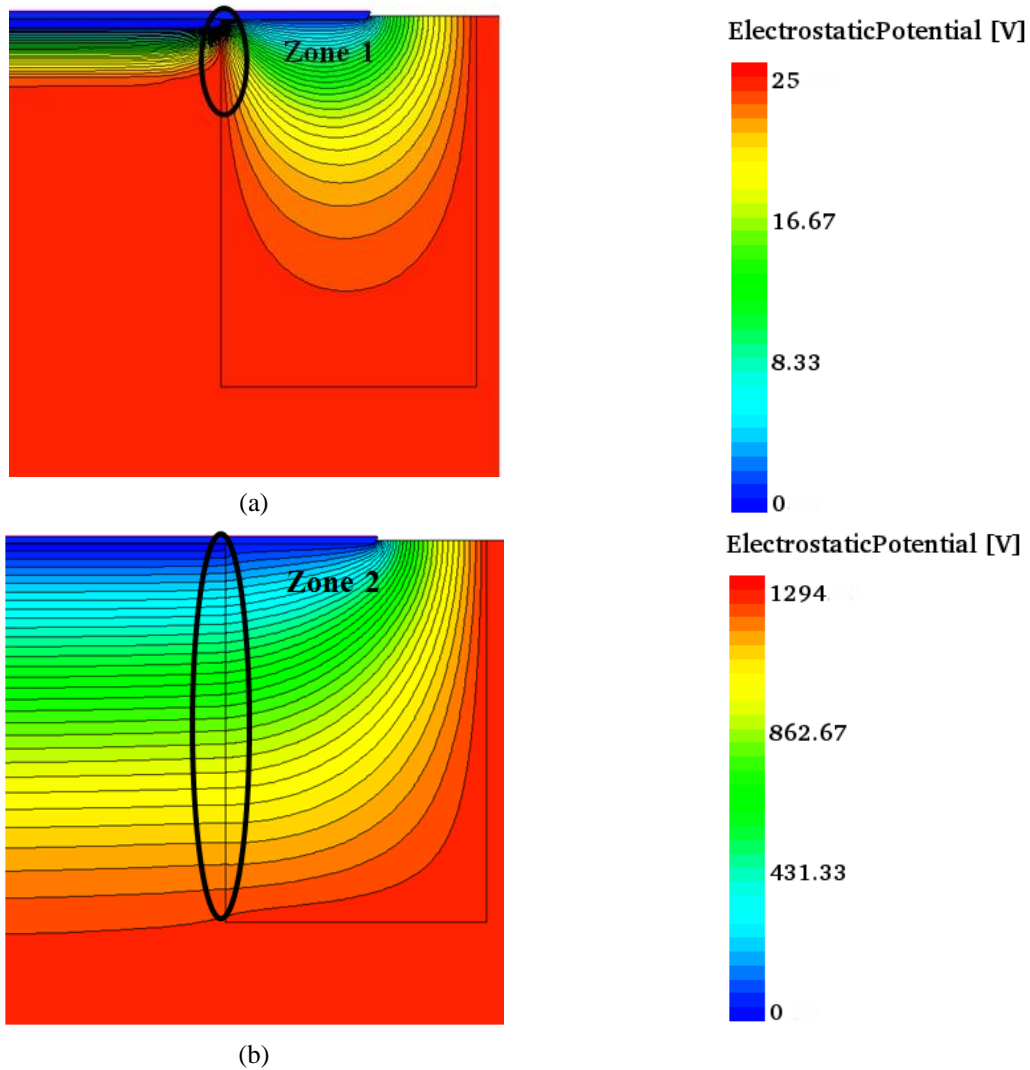 Zone 1
ElectrostaticPotential [V]
25
16.67
8.33
0
(a)
Zone 2
ElectrostaticPotential [V]
1294
862.67
431.33
0
(b)